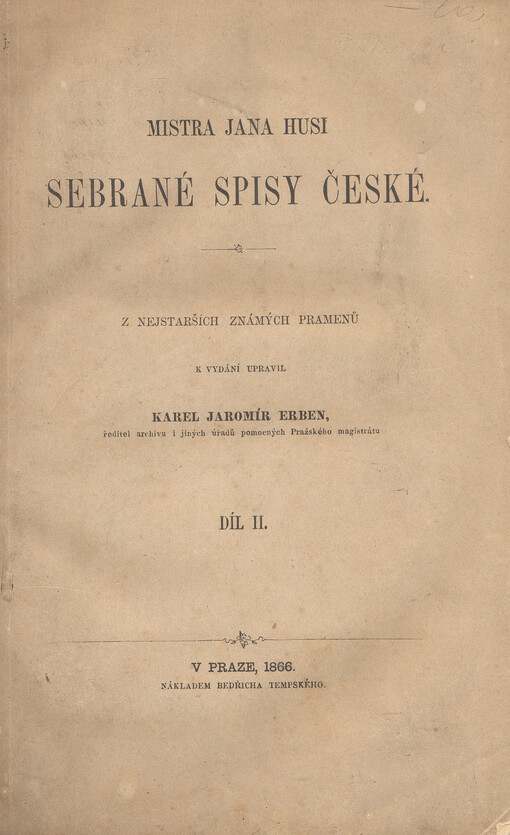 MISTRA JANA HUSI
SEBRANÉ SPISY ČESKÉ.
Z NEJSTARŠÍCH ZNÁMÝCH PRAMENŮ
K VYDÁNÍ UPRAVIL
KAREL JAROMÍR ERBEN,
ředitel archivu i jiných úřadů pomocných Pražského magistrátu
DÍL II.
V PRAZE, 1866.
NÁKLADEM BEDŘICHA TEMPSKÉHO.